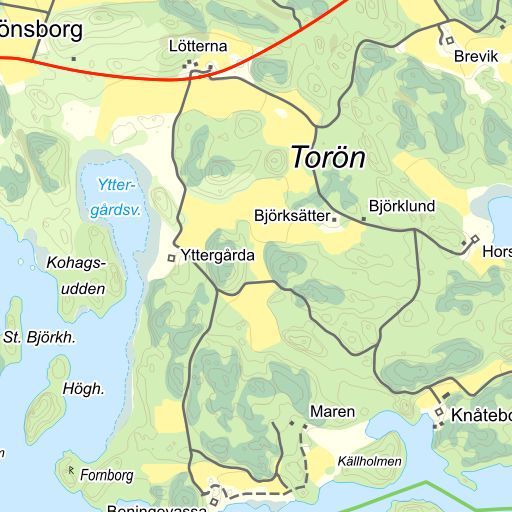 önsborg
Lötterna
Brevik
Torön
Ytter-
gårdsv.
Björksätter
Björklund
Hors
Yttergårda
Kohags-
udden
St. Björkh.
Högh.
Maren
Knåtebo
Källholmen
Fornborg
Beningevassa